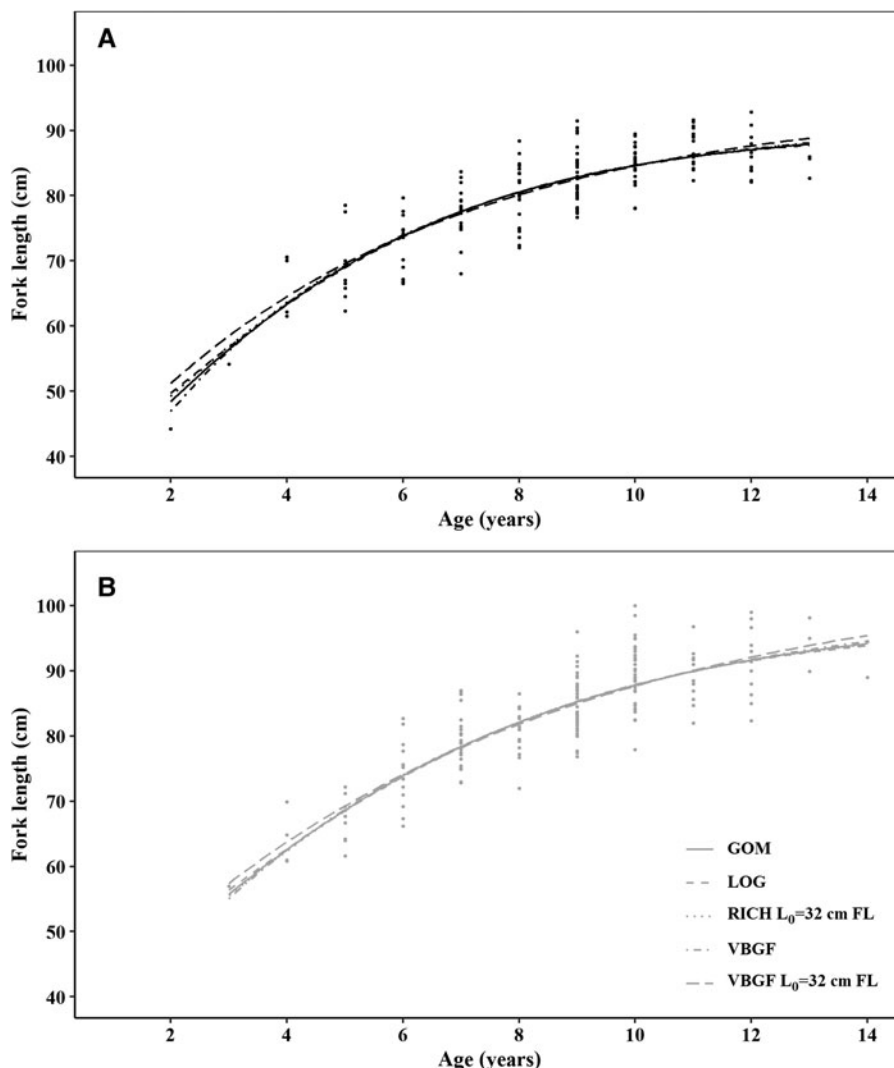 A
100
90
80
70
60
50
40
Fork length (cm)
2 4 6 8 10 12 14
Age (years)
B
100
90
80
70
60
50
40
Fork length (cm)
GOM
LOG
RICH L₀=32 cm FL
VBGF
VBGF L₀=32 cm FL
2 4 6 8 10 12 14
Age (years)